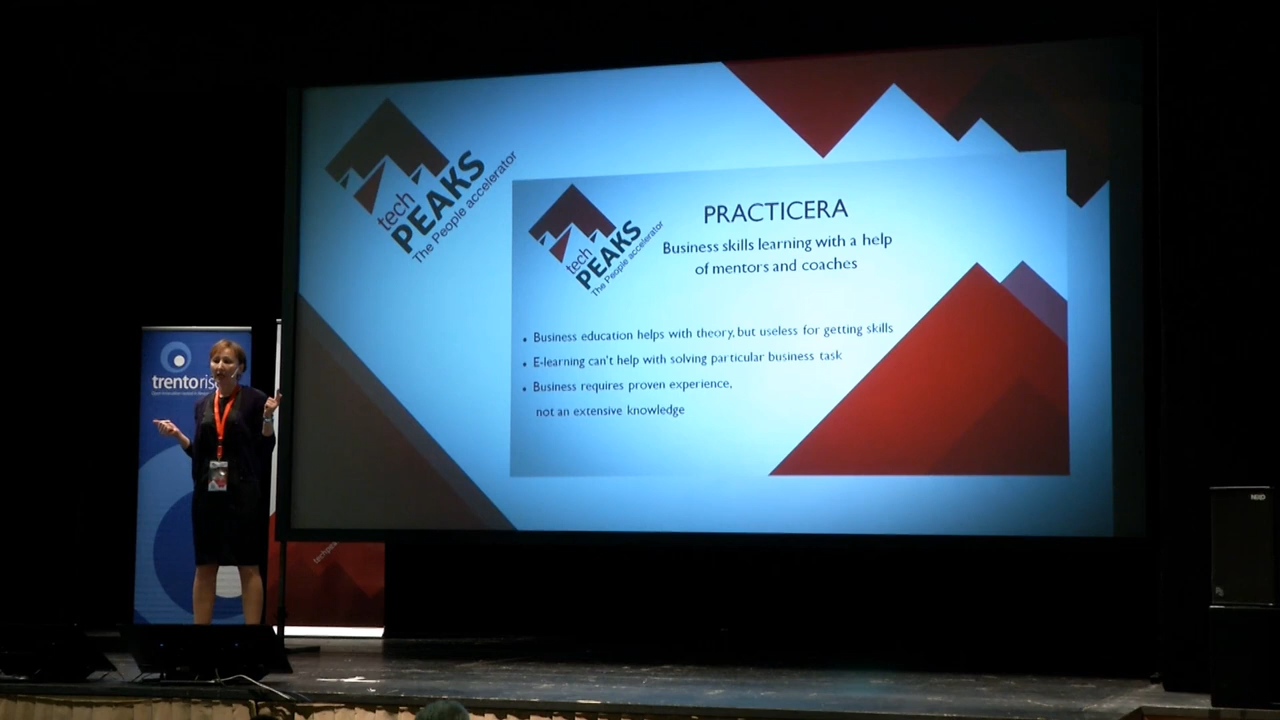 tech
PEAKS
The People accelerator
tech
PEAKS
The People accelerator
PRACTICERA
Business skills learning with a help
of mentors and coaches
• Business education helps with theory, but useless for getting skills
• E-learning can't help with solving particular business task
• Business requires proven experience,
not an extensive knowledge
trentoris
NEXO